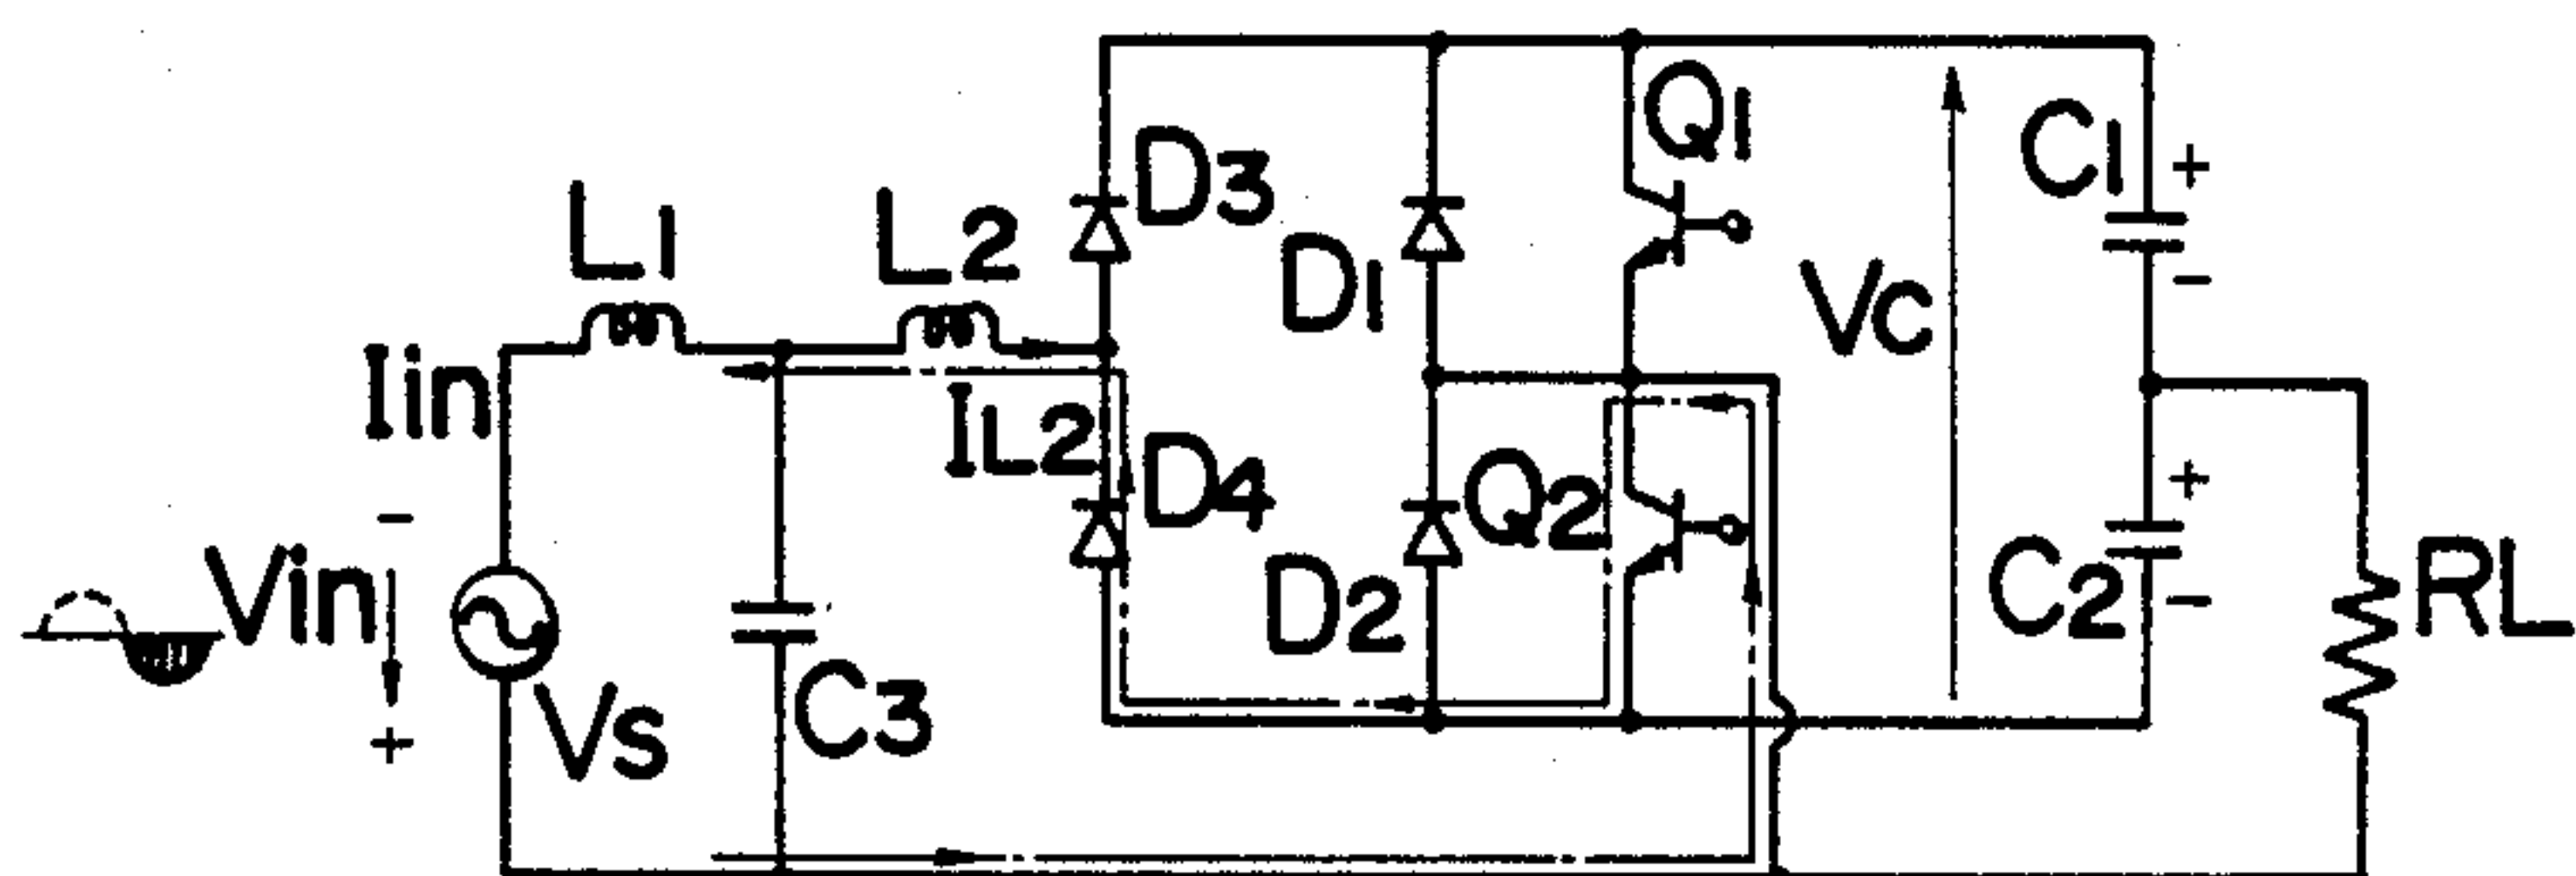 L1
L2
D3
D1
Q1
C1
+
-
Vc
Iin
IL2
D4
Q2
D2
C2
+
-
RL
-
Vin
+
Vs
C3